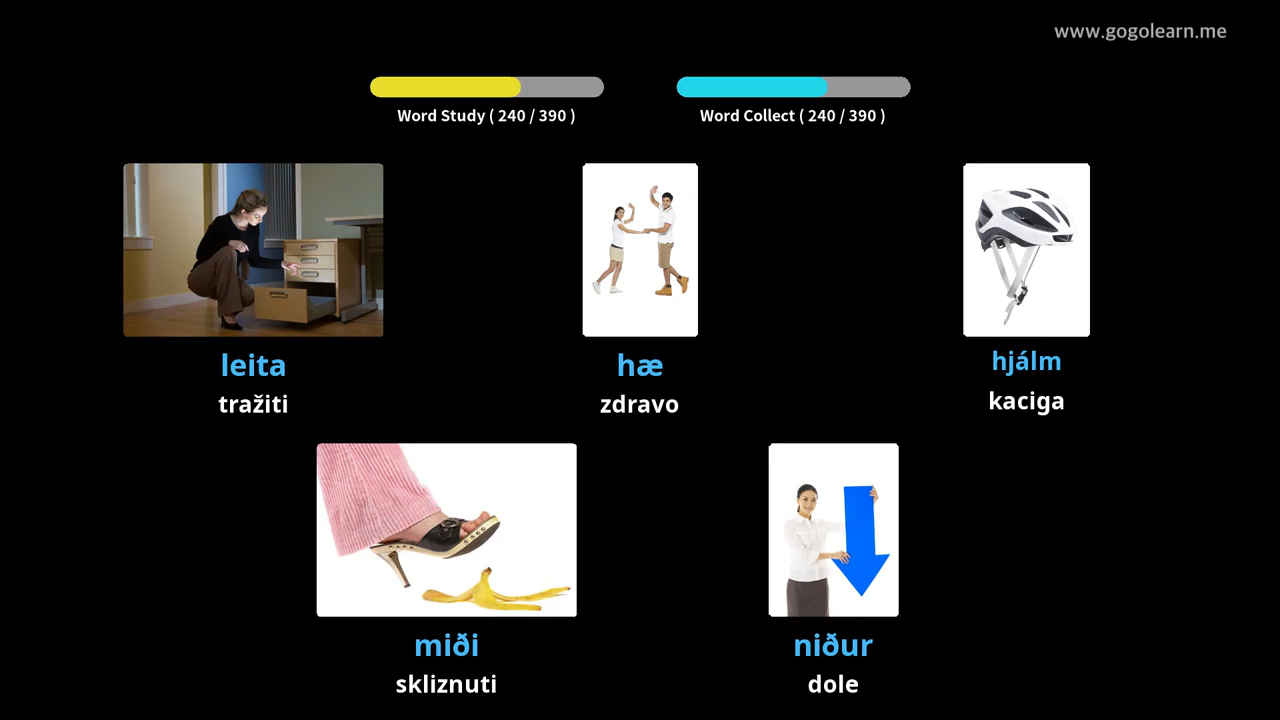 www.gogolearn.me
Word Study ( 240 / 390 )
Word Collect ( 240 / 390 )
leita
tražiti
hæ
zdravo
hjálm
kaciga
miði
skliznuti
niður
dole